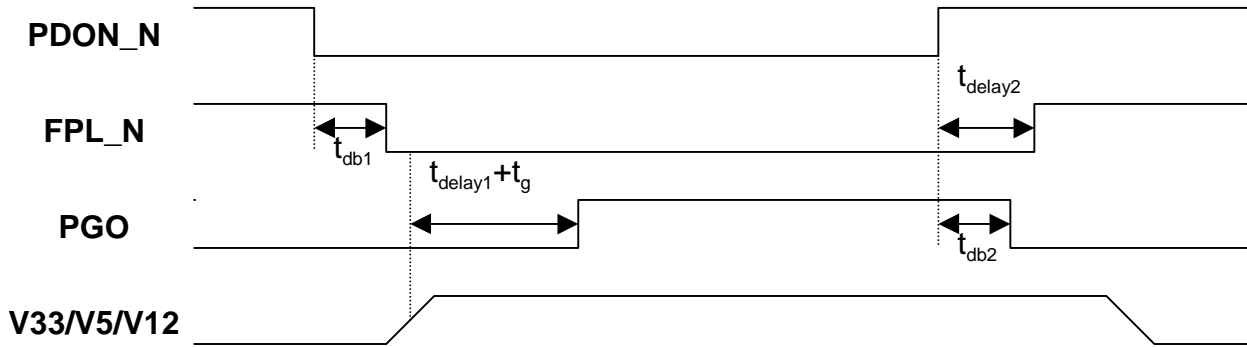 PDON_N
t_delay2
FPL_N
t_db1
t_delay1+t_g
PGO
t_db2
V33/V5/V12